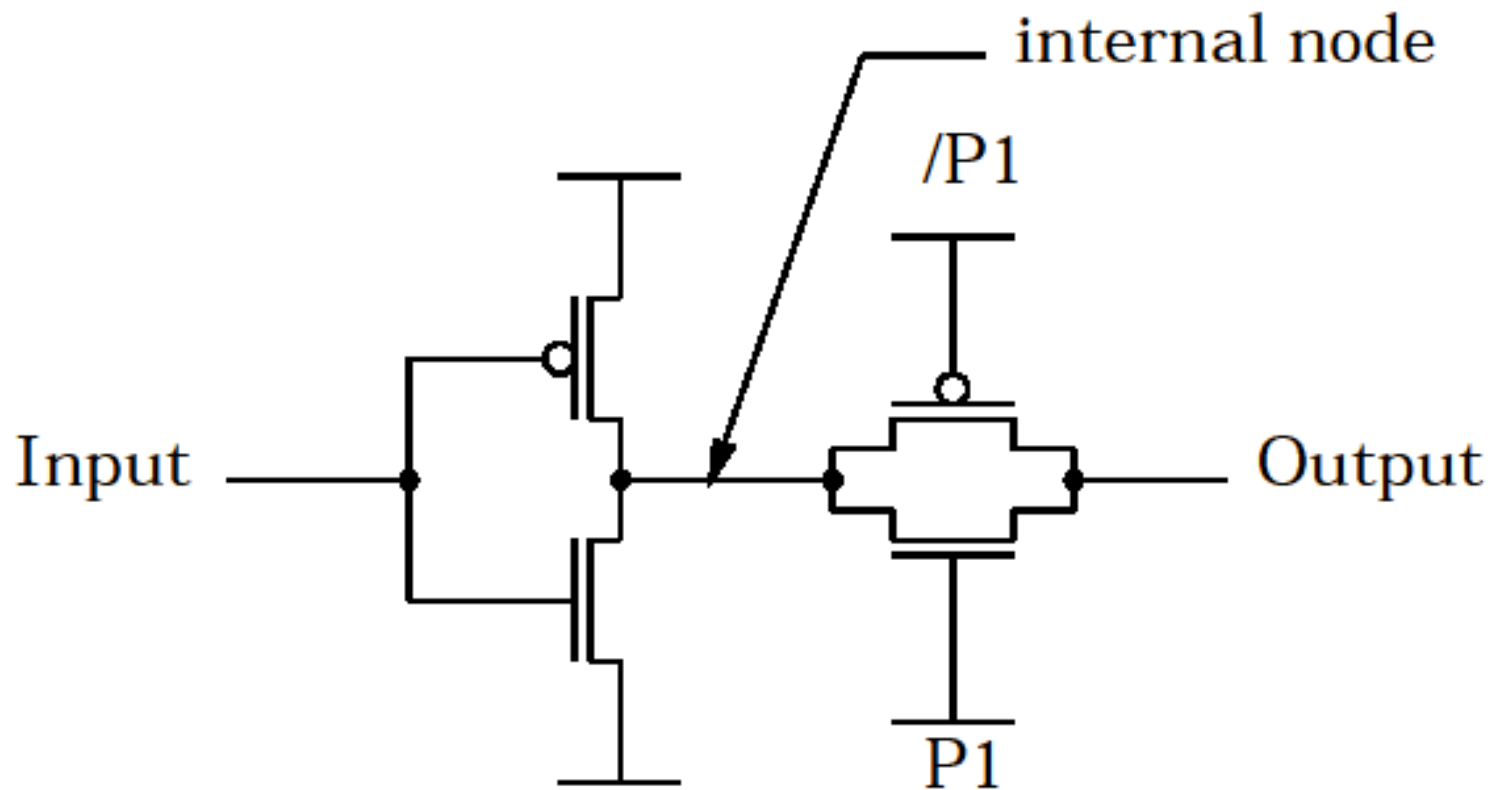 internal node
/P1
Input
Output
P1